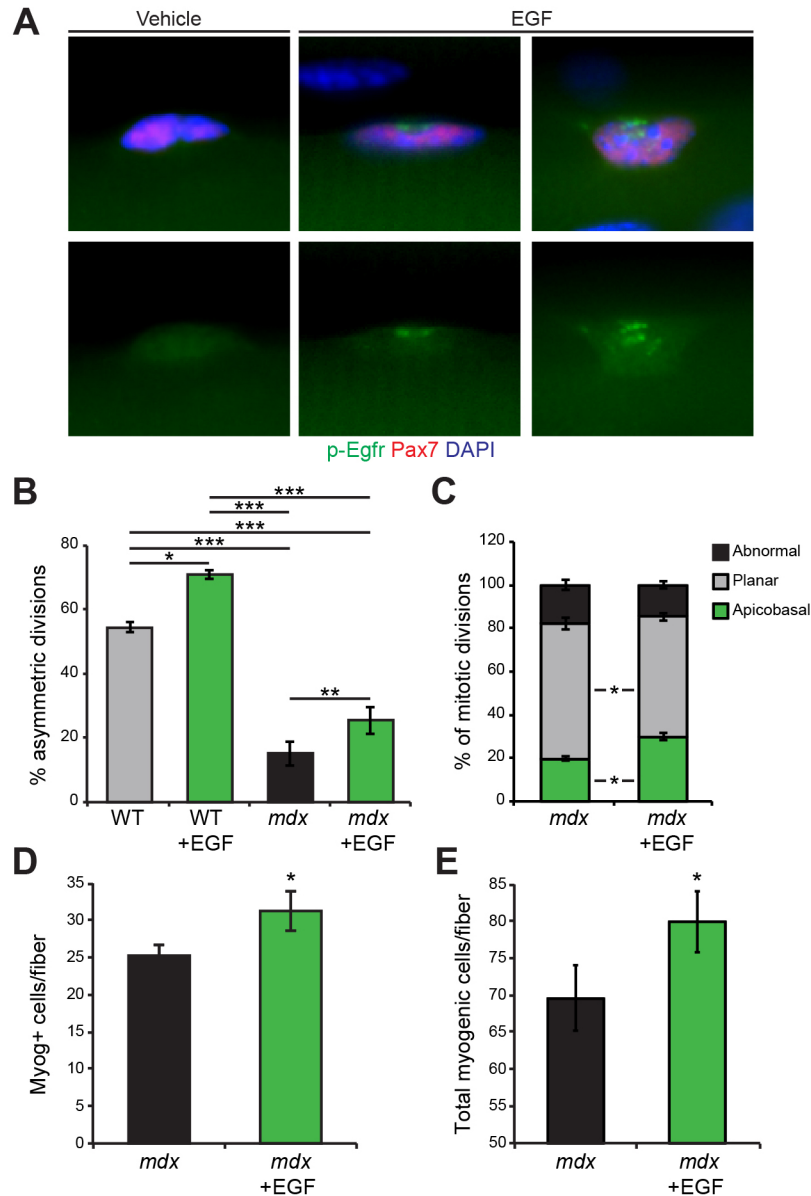 A
Vehicle
EGF
p-Egfr Pax7 DAPI
B
***
***
***
***
*
**
80
60
40
20
0
% asymmetric divisions
WT
WT
+EGF
mdx
mdx
+EGF
C
120
100
80
60
40
20
0
% of mitotic divisions
*
*
mdx
mdx
+EGF
Abnormal
Planar
Apicobasal
D
35
30
25
20
15
10
5
0
Myog+ cells/fiber
*
mdx
mdx
+EGF
E
85
80
75
70
65
60
55
50
Total myogenic cells/fiber
*
mdx
mdx
+EGF